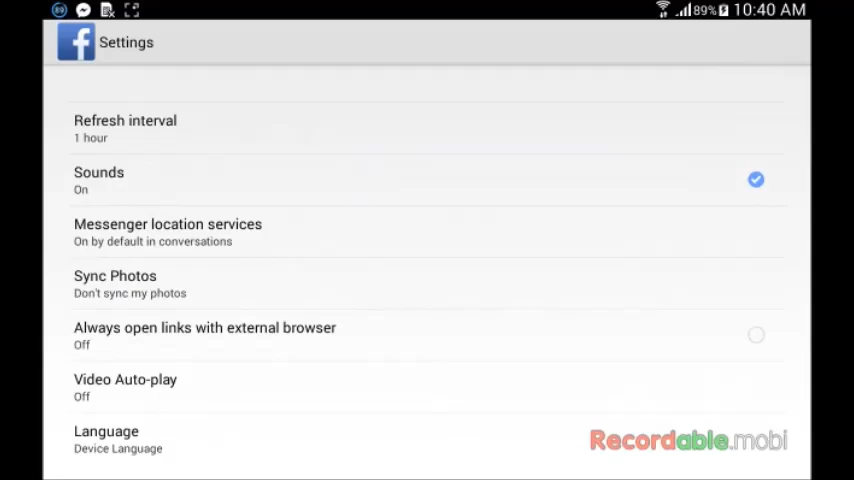 89 89% 10:40 AM
f Settings
Refresh interval
1 hour
Sounds
On
Messenger location services
On by default in conversations
Sync Photos
Don't sync my photos
Always open links with external browser
Off
Video Auto-play
Off
Language
Device Language
Recordable.mobi